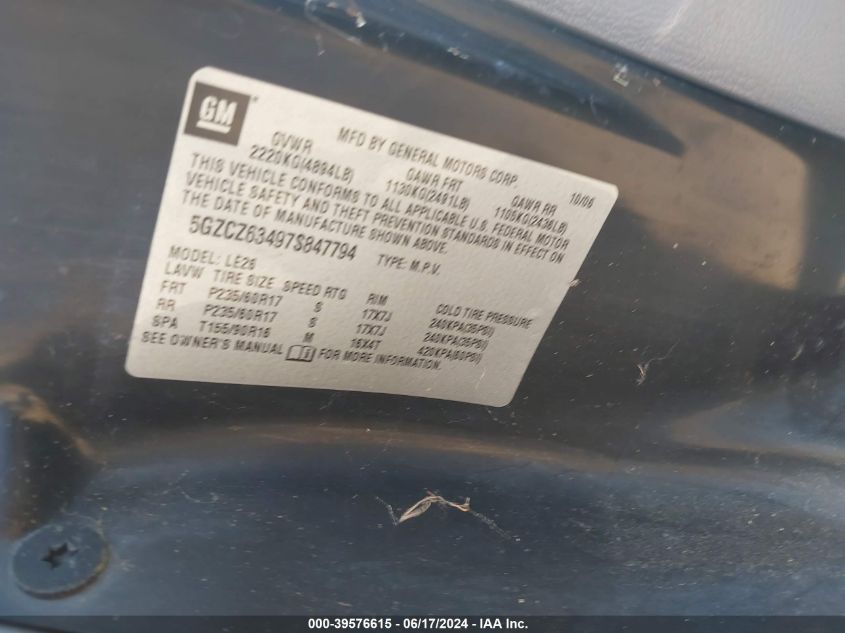 GM
MFD BY GENERAL MOTORS CORP. 10/06
GVWR GAWR FRT GAWR RR
2220KG(4894LB) 1130KG(2491LB) 1105KG(2436LB)
THIS VEHICLE CONFORMS TO ALL APPLICABLE U.S. FEDERAL MOTOR
VEHICLE SAFETY AND THEFT PREVENTION STANDARDS IN EFFECT ON
THE DATE OF MANUFACTURE SHOWN ABOVE.
5GZCZ63497S847794 TYPE: M.P.V.
MODEL: LE26
LAVW TIRE SIZE SPEED RTG RIM COLD TIRE PRESSURE
FRT P235/60R17 S 17X7J 240KPA(35PSI)
RR P235/60R17 S 17X7J 240KPA(35PSI)
SPA T155/90R16 M 16X4T 420KPA(60PSI)
SEE OWNER'S MANUAL FOR MORE INFORMATION.
000-39576615 - 06/17/2024 - IAA Inc.